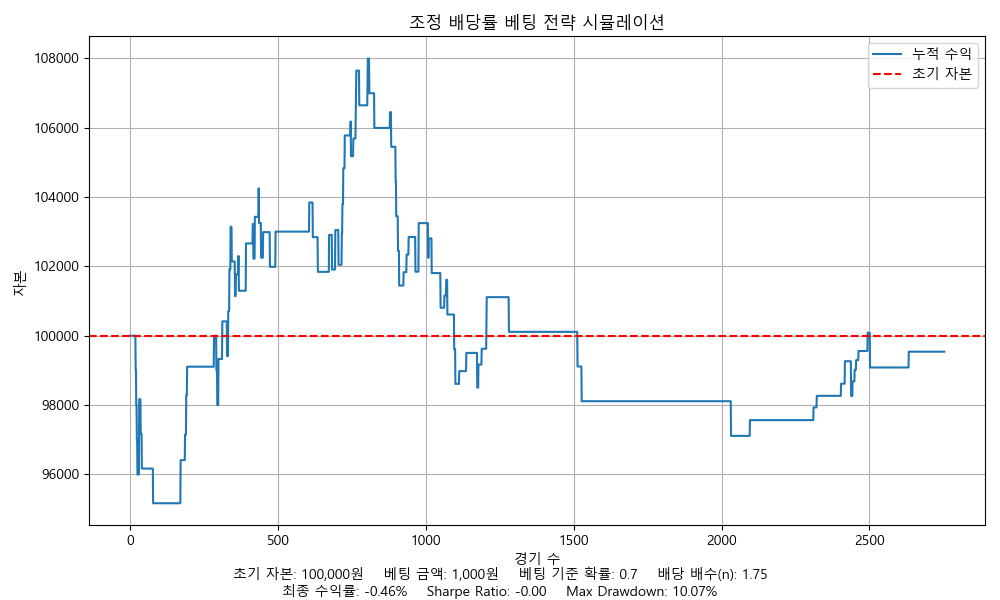 조정 배당률 베팅 전략 시뮬레이션
누적 수익
초기 자본
108000
106000
104000
102000
100000
98000
96000
자본
0 500 1000 1500 2000 2500
경기 수
초기 자본: 100,000원 베팅 금액: 1,000원 베팅 기준 확률: 0.7 배당 배수(n): 1.75
최종 수익률: -0.46% Sharpe Ratio: -0.00 Max Drawdown: 10.07%